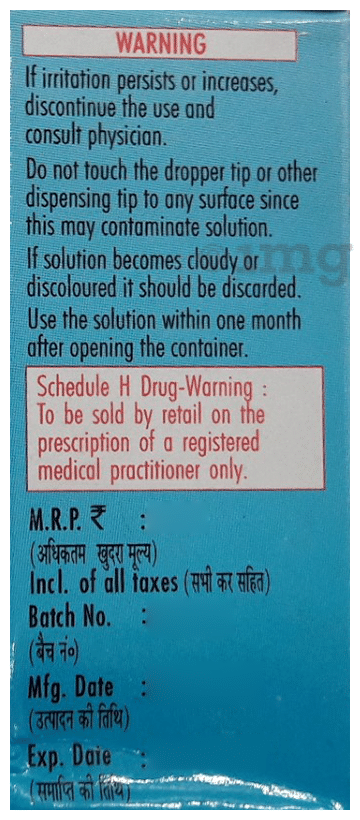 WARNING
If irritation persists or increases,
discontinue the use and
consult physician.
Do not touch the dropper tip or other
dispensing tip to any surface since
this may contaminate solution.
If solution becomes cloudy or
discoloured it should be discarded.
Use the solution within one month
after opening the container.
Schedule H Drug-Warning :
To be sold by retail on the
prescription of a registered
medical practitioner only.
M.R.P. ₹ :
(अधिकतम खुदरा मूल्य)
Incl. of all taxes (सभी कर सहित)
Batch No. :
(बैच नं०)
Mfg. Date :
(उत्पादन की तिथि)
Exp. Date :
(समाप्ति की तिथि)
1mg